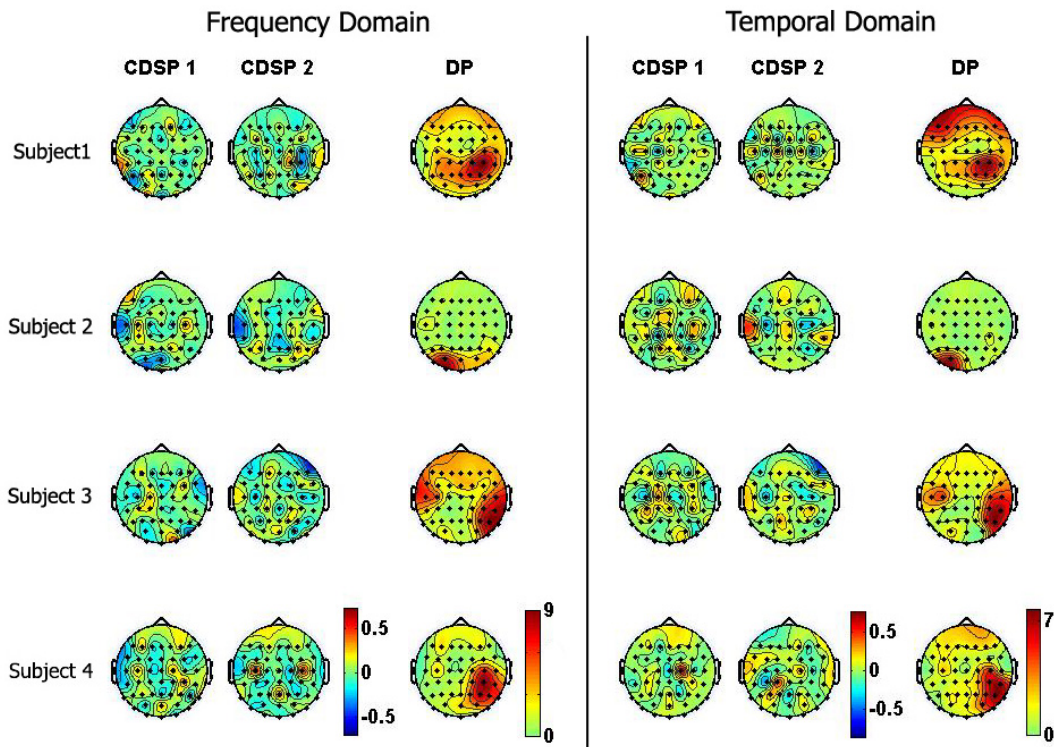 Frequency Domain
Temporal Domain
CDSP 1 CDSP 2 DP
CDSP 1 CDSP 2 DP
Subject1
Subject 2
Subject 3
Subject 4
0.5
0
-0.5
9
0
0.5
0
-0.5
7
0